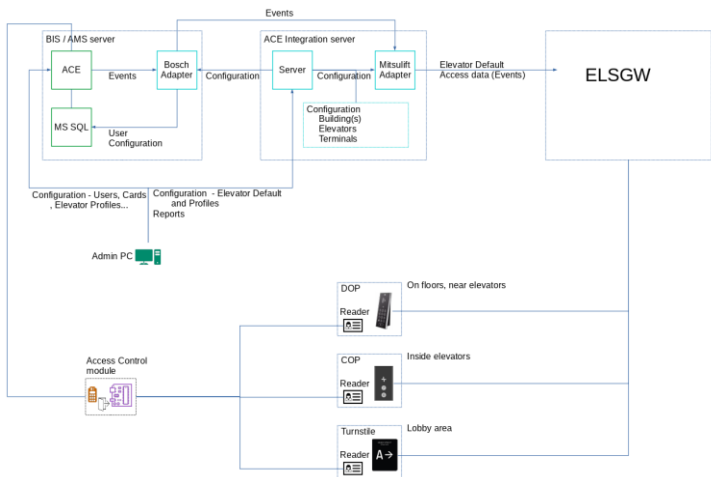 Events
BIS / AMS server
ACE Integration server
ACE
Events
Bosch
Adapter
Configuration
Server
Configuration
Mitsulift
Adapter
Elevator Default
Access data (Events)
ELSGW
MS SQL
User
Configuration
Configuration
Building(s)
Elevators
Terminals
Configuration - Users, Cards
, Elevator Profiles...
Configuration - Elevator Default
and Profiles
Reports
Admin PC
DOP
On floors, near elevators
Reader
Access Control
module
COP
Inside elevators
Reader
Turnstile
Lobby area
Reader
A→